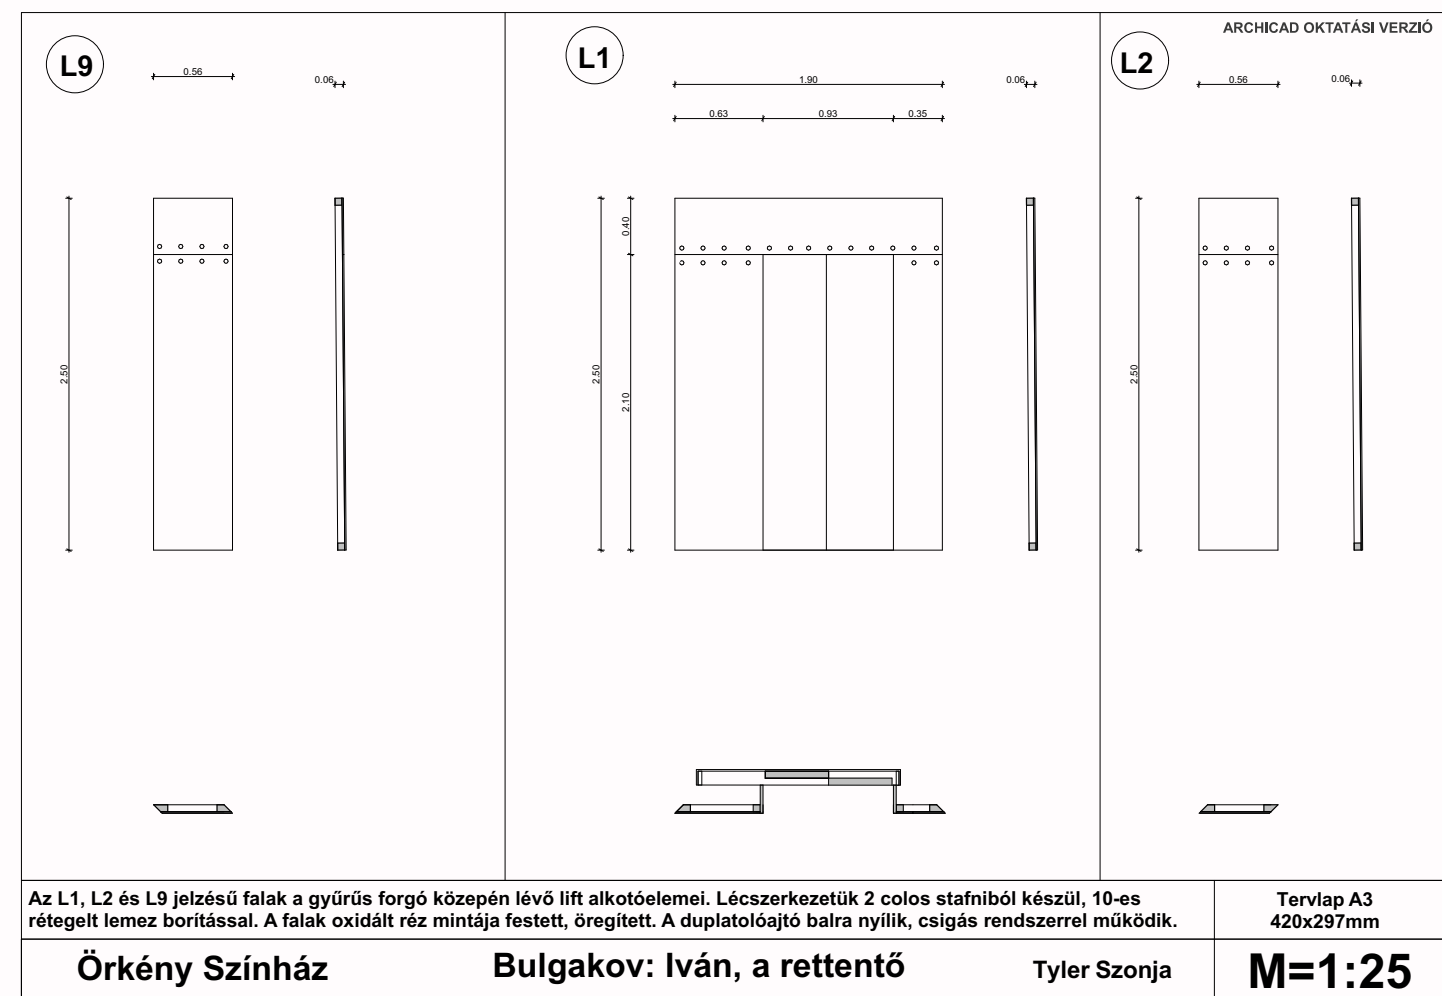 ARCHICAD OKTATÁSI VERZIÓ
L9
0.56
0.06
2.50
L1
1.90
0.06
0.63
0.93
0.35
2.50
0.40
2.10
L2
0.56
0.06
2.50
Az L1, L2 és L9 jelzésű falak a gyűrűs forgó közepén lévő lift alkotóelemei. Lécszerkezetük 2 colos stafniból készül, 10-es
rétegelt lemez borítással. A falak oxidált réz mintája festett, öregített. A duplatolóajtó balra nyílik, csigás rendszerrel működik.
Tervlap A3
420x297mm
Örkény Színház
Bulgakov: Iván, a rettentő
Tyler Szonja
M=1:25